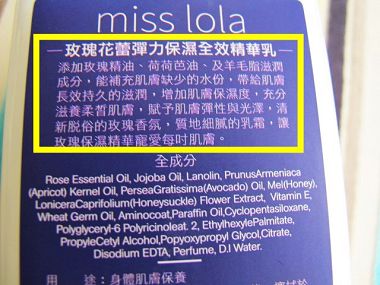 miss lola
玫瑰花蕾彈力保濕全效精華乳
添加玫瑰精油、荷荷芭油、及羊毛脂滋潤
成分，能補充肌膚缺少的水份，帶給肌膚
長效持久的滋潤，增加肌膚保濕度，充分
滋養柔皙肌膚，賦予肌膚彈性與光澤，清
新脫俗的玫瑰香氛，質地細膩的乳霜，讓
玫瑰保濕精華寵愛每吋肌膚。
全成分
Rose Essential Oil, Jojoba Oil, Lanolin, PrunusArmeniaca
(Apricot) Kernel Oil, PerseaGratissima(Avocado) Oil, Mel(Honey),
LoniceraCaprifolium(Honeysuckle) Flower Extract, Vitamin E,
Wheat Germ Oil, Aminocoat,Paraffin Oil,Cyclopentasiloxane,
Polyglyceryl-6 Polyricinoleat. 2, EthylhexylePalmitate,
PropyleCetyl Alcohol,Popyoxypropyl Glycol,Citrate,
Disodium EDTA, Perfume, D.I Water.
用 途：身體肌膚保養